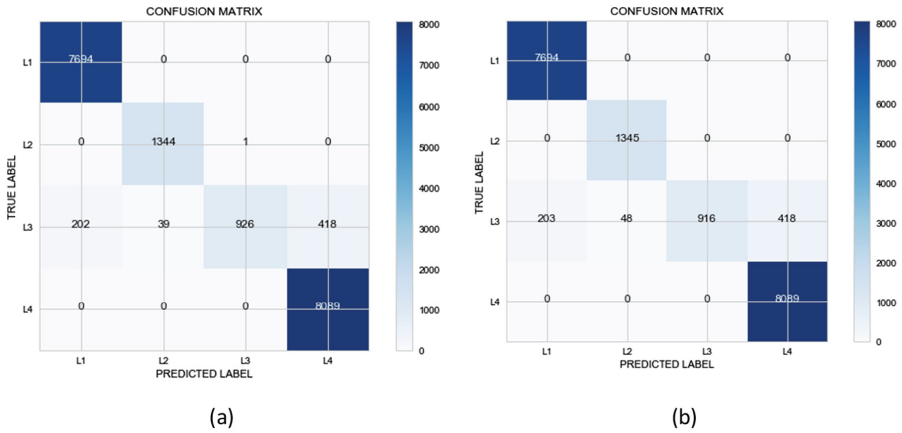 CONFUSION MATRIX
L1 7694 0 0 0
L2 0 1344 1 0
L3 202 39 926 418
L4 0 0 0 8089
L1 L2 L3 L4
PREDICTED LABEL
TRUE LABEL
8000
7000
6000
5000
4000
3000
2000
1000
0
(a)
CONFUSION MATRIX
L1 7694 0 0 0
L2 0 1345 0 0
L3 203 48 916 418
L4 0 0 0 8089
L1 L2 L3 L4
PREDICTED LABEL
TRUE LABEL
8000
7000
6000
5000
4000
3000
2000
1000
0
(b)